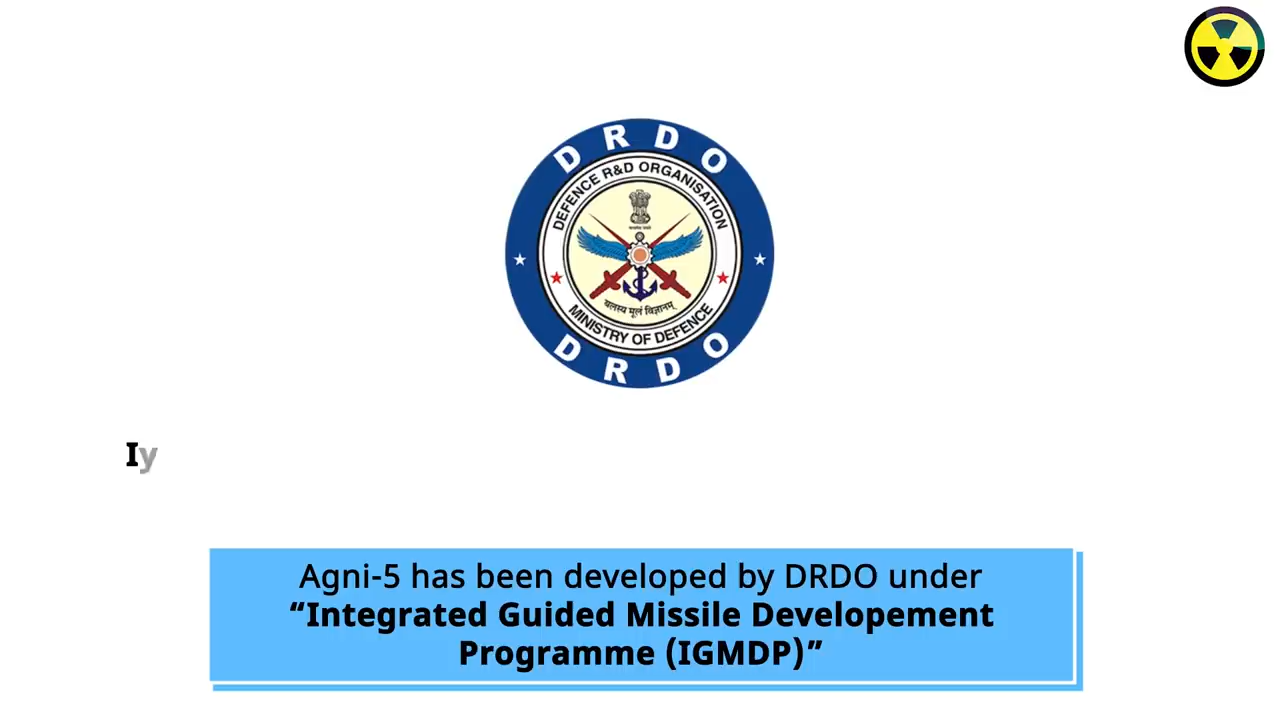 DRDO
DEFENCE R&D ORGANISATION
बलस्य मूलं विज्ञानम्
MINISTRY OF DEFENCE
DRDO
Iy
Agni-5 has been developed by DRDO under
“Integrated Guided Missile Developement
Programme (IGMDP)”